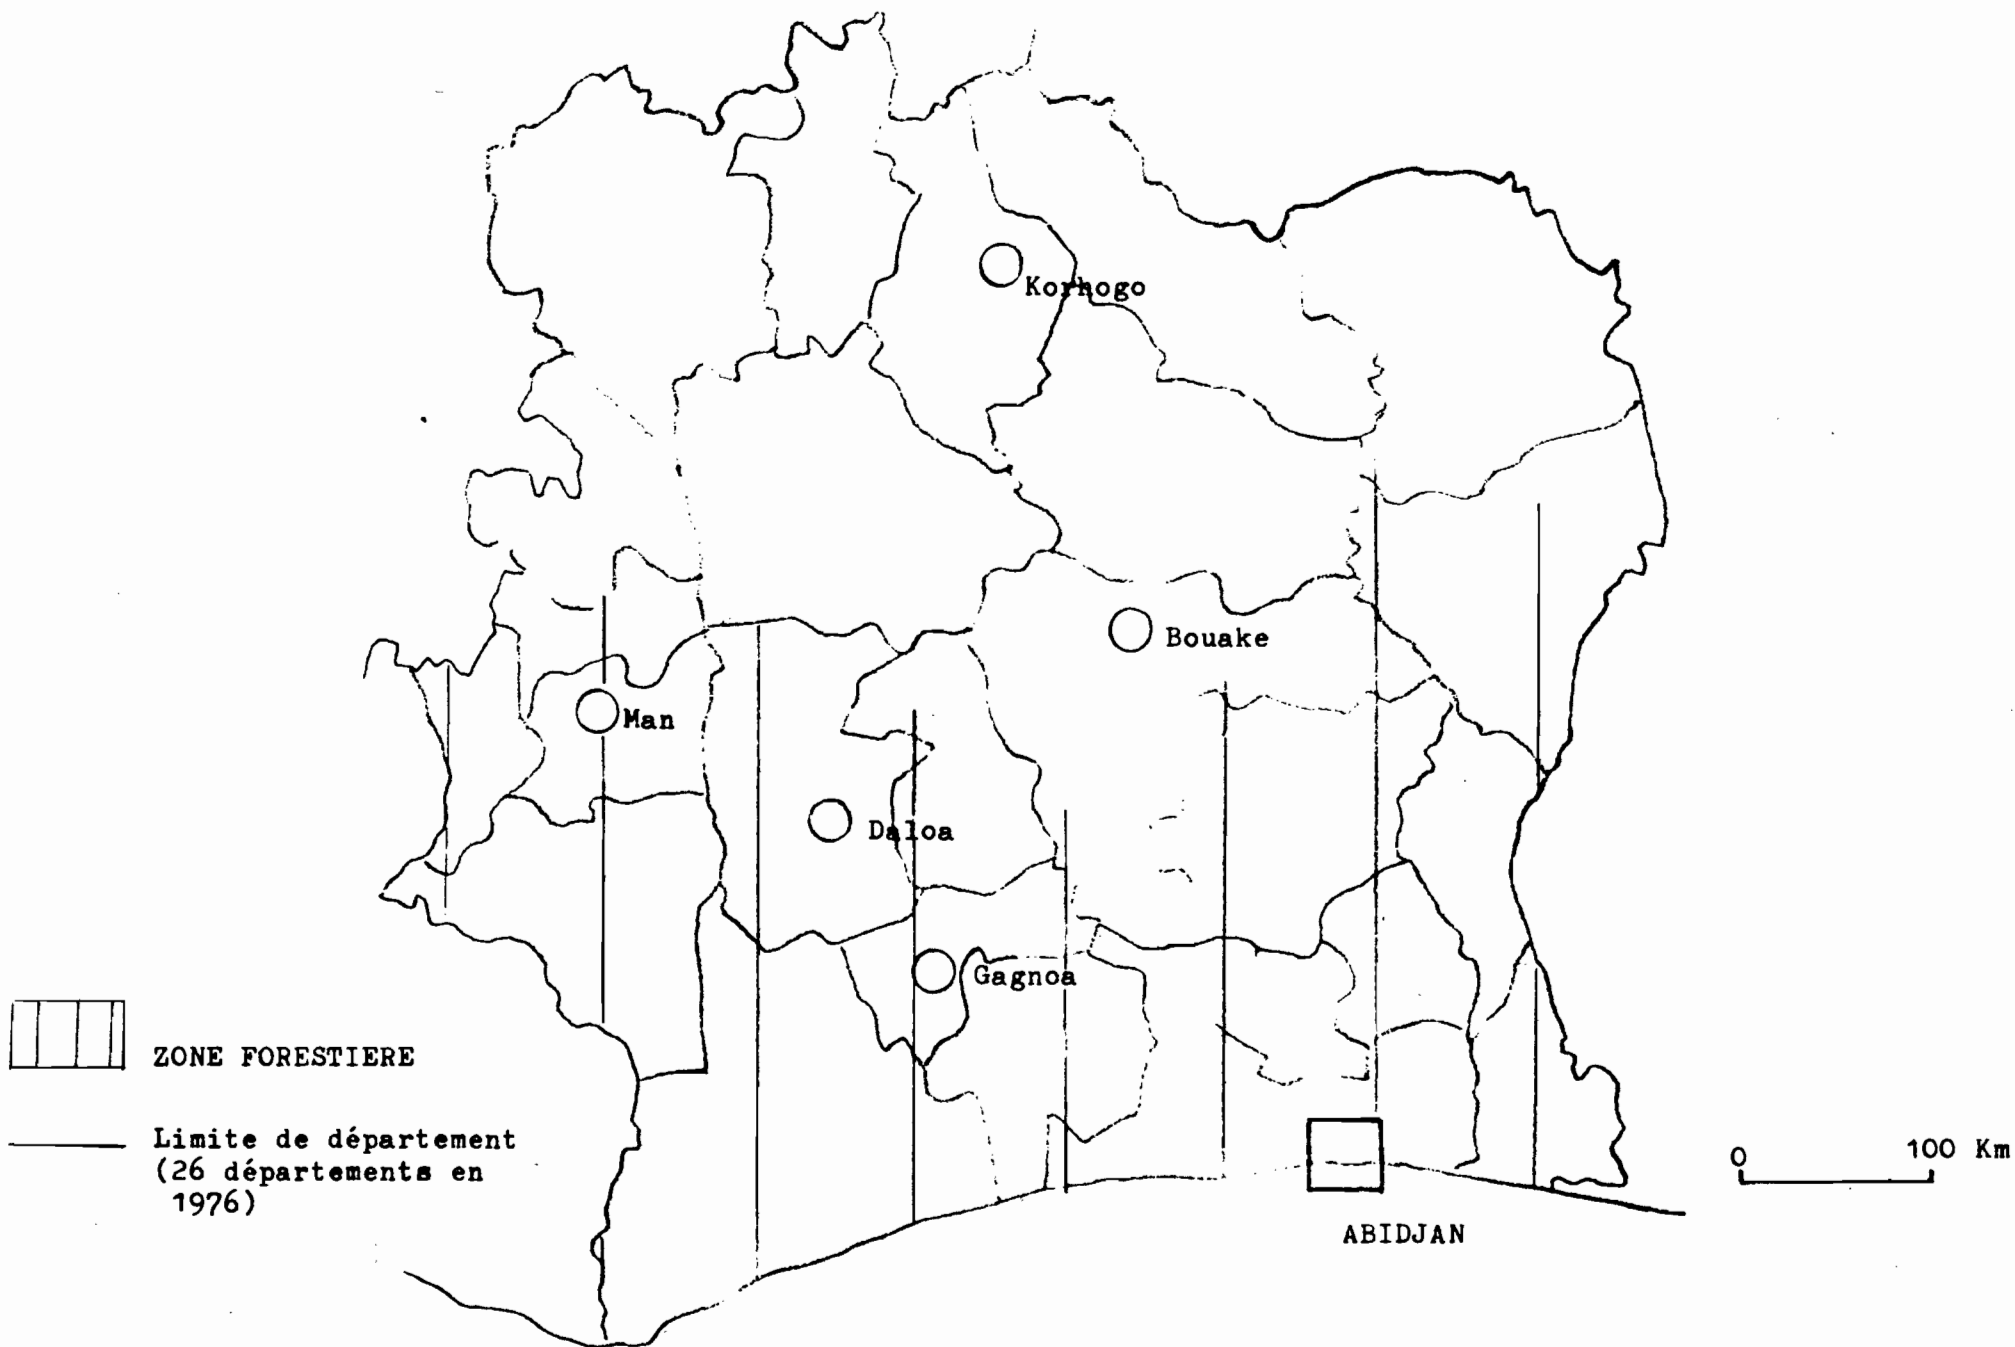 Korhogo
Bouake
Man
Daloa
Gagnoa
ZONE FORESTIERE
Limite de département
(26 départements en
1976)
0 100 Km
ABIDJAN